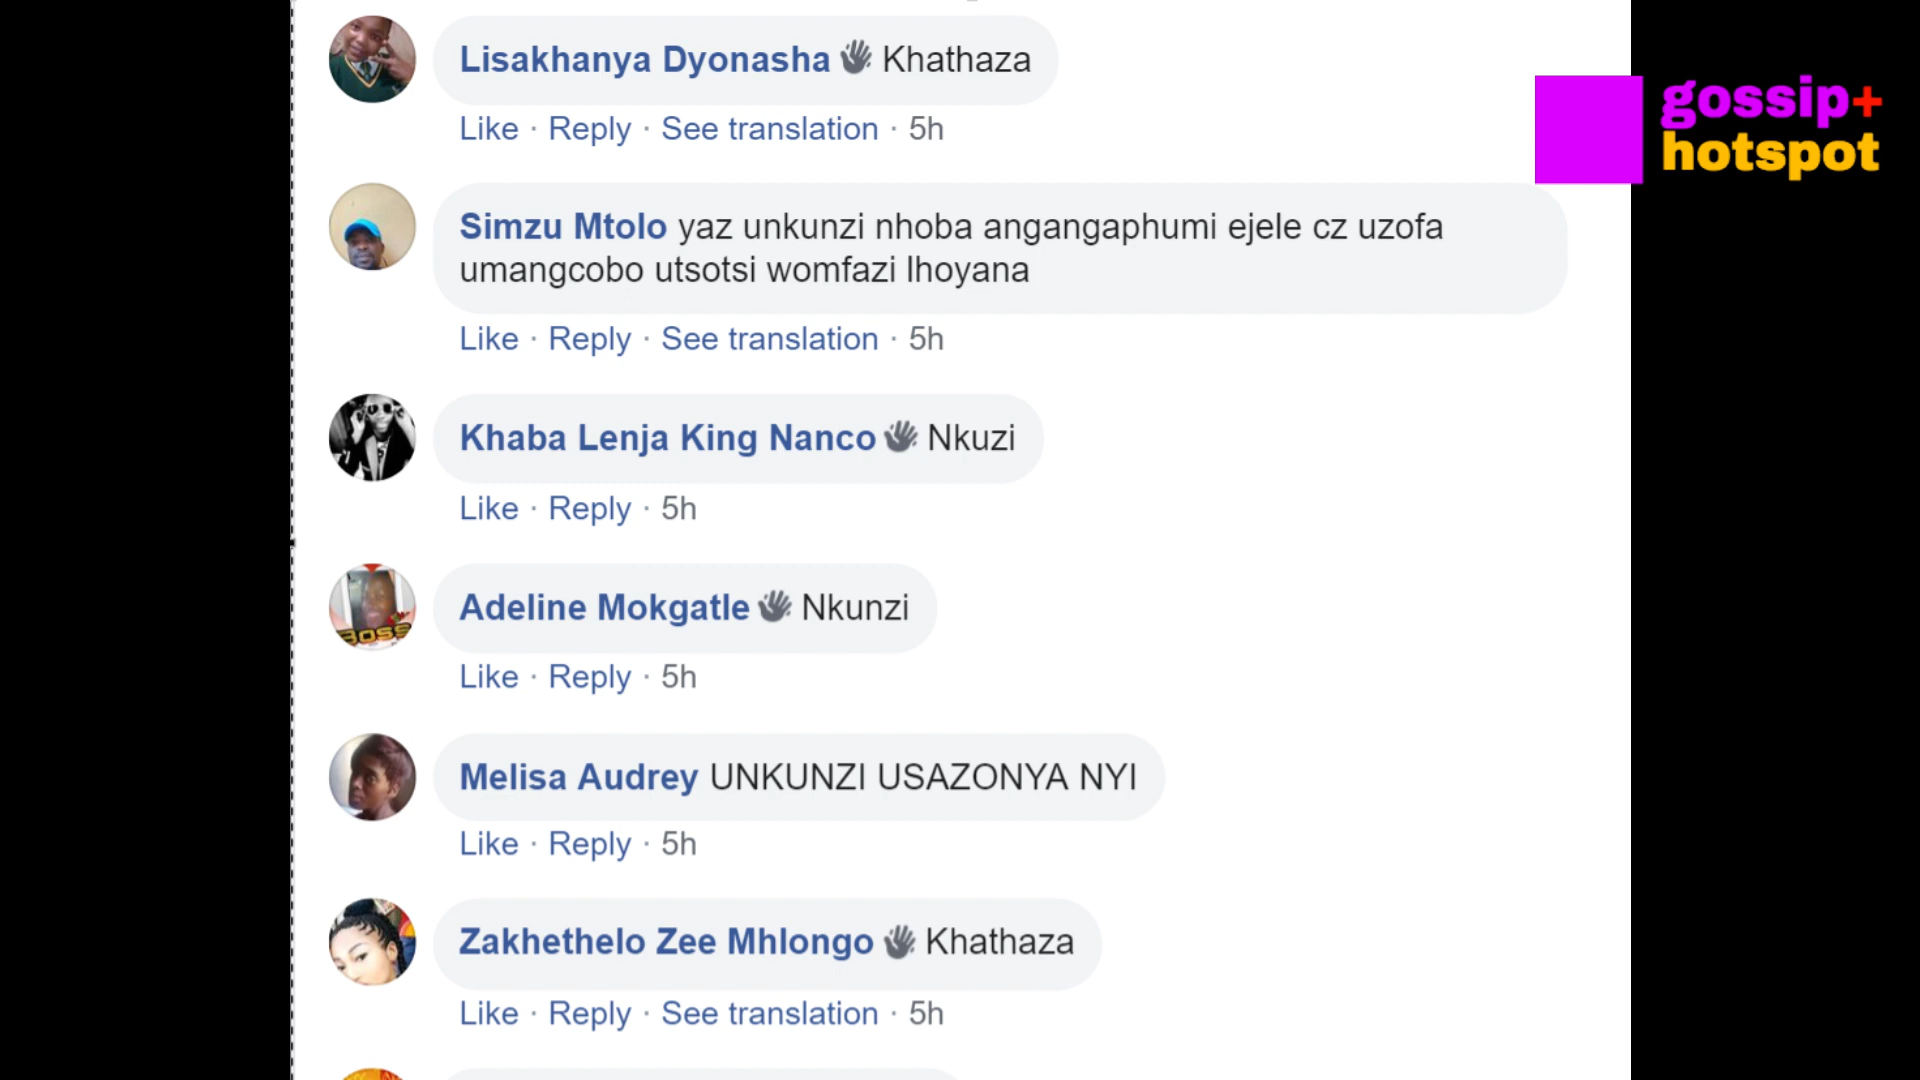 Lisakhanya Dyonasha 👋 Khathaza
Like · Reply · See translation · 5h
gossip+
hotspot
Simzu Mtolo yaz unkunzi nhoba angangaphumi ejele cz uzofa
umangcobo utsotsi womfazi lhoyana
Like · Reply · See translation · 5h
Khaba Lenja King Nanco 👋 Nkuzi
Like · Reply · 5h
BOSS
Adeline Mokgatle 👋 Nkunzi
Like · Reply · 5h
Melisa Audrey UNKUNZI USAZONYA NYI
Like · Reply · 5h
Zakhethelo Zee Mhlongo 👋 Khathaza
Like · Reply · See translation · 5h